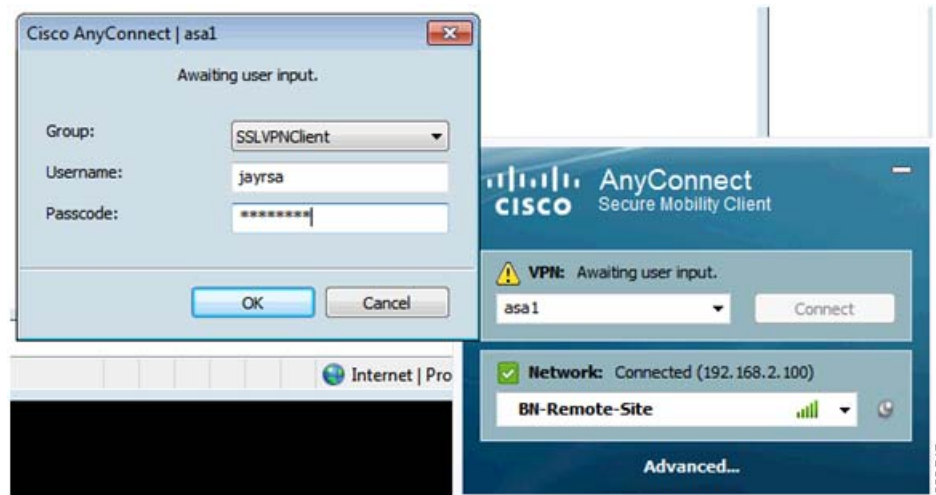 Cisco AnyConnect | asa1
Awaiting user input.
Group:
SSLVPNClient
Username:
jayrsa
Passcode:
********
OK
Cancel
Internet | Pro
CISCO
AnyConnect
Secure Mobility Client
VPN: Awaiting user input.
asa1
Connect
Network: Connected (192.168.2.100)
BN-Remote-Site
Advanced...